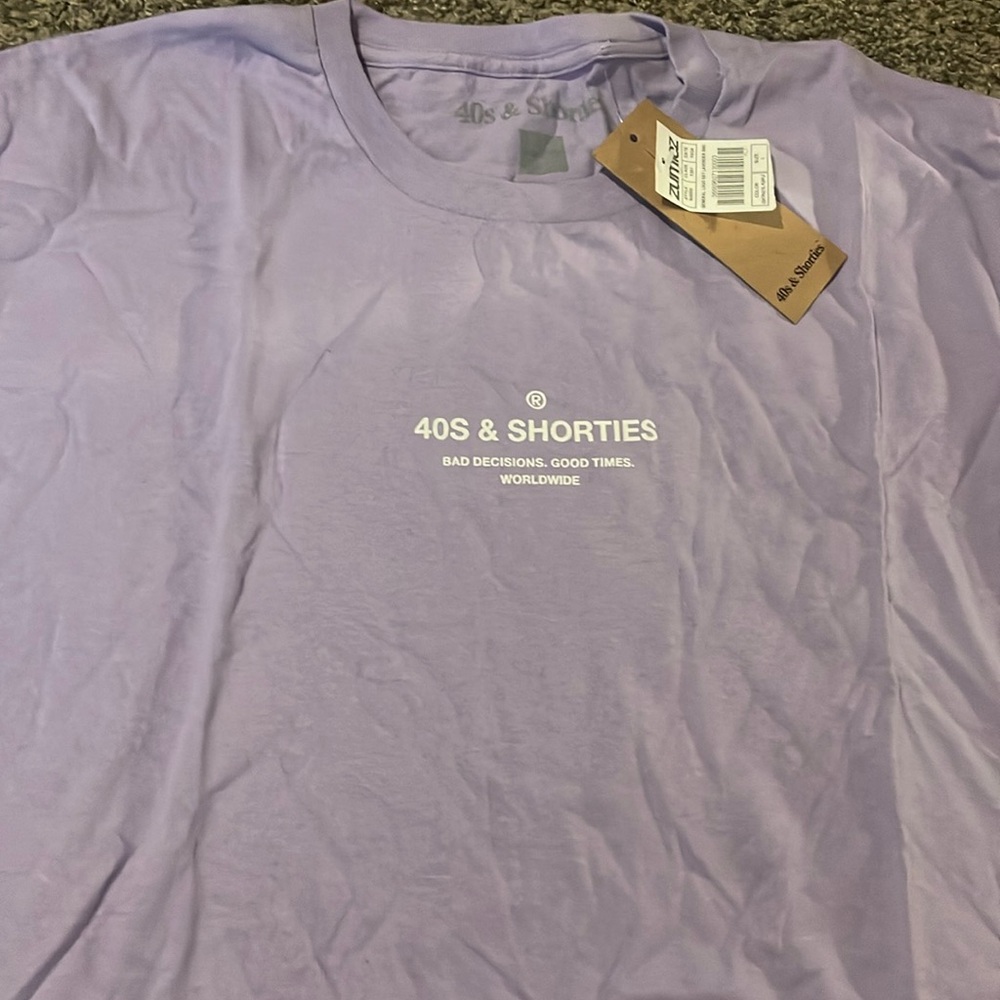 40s & Shorties
ZUMIEZ
40s & Shorties
®
40S & SHORTIES
BAD DECISIONS. GOOD TIMES.
WORLDWIDE